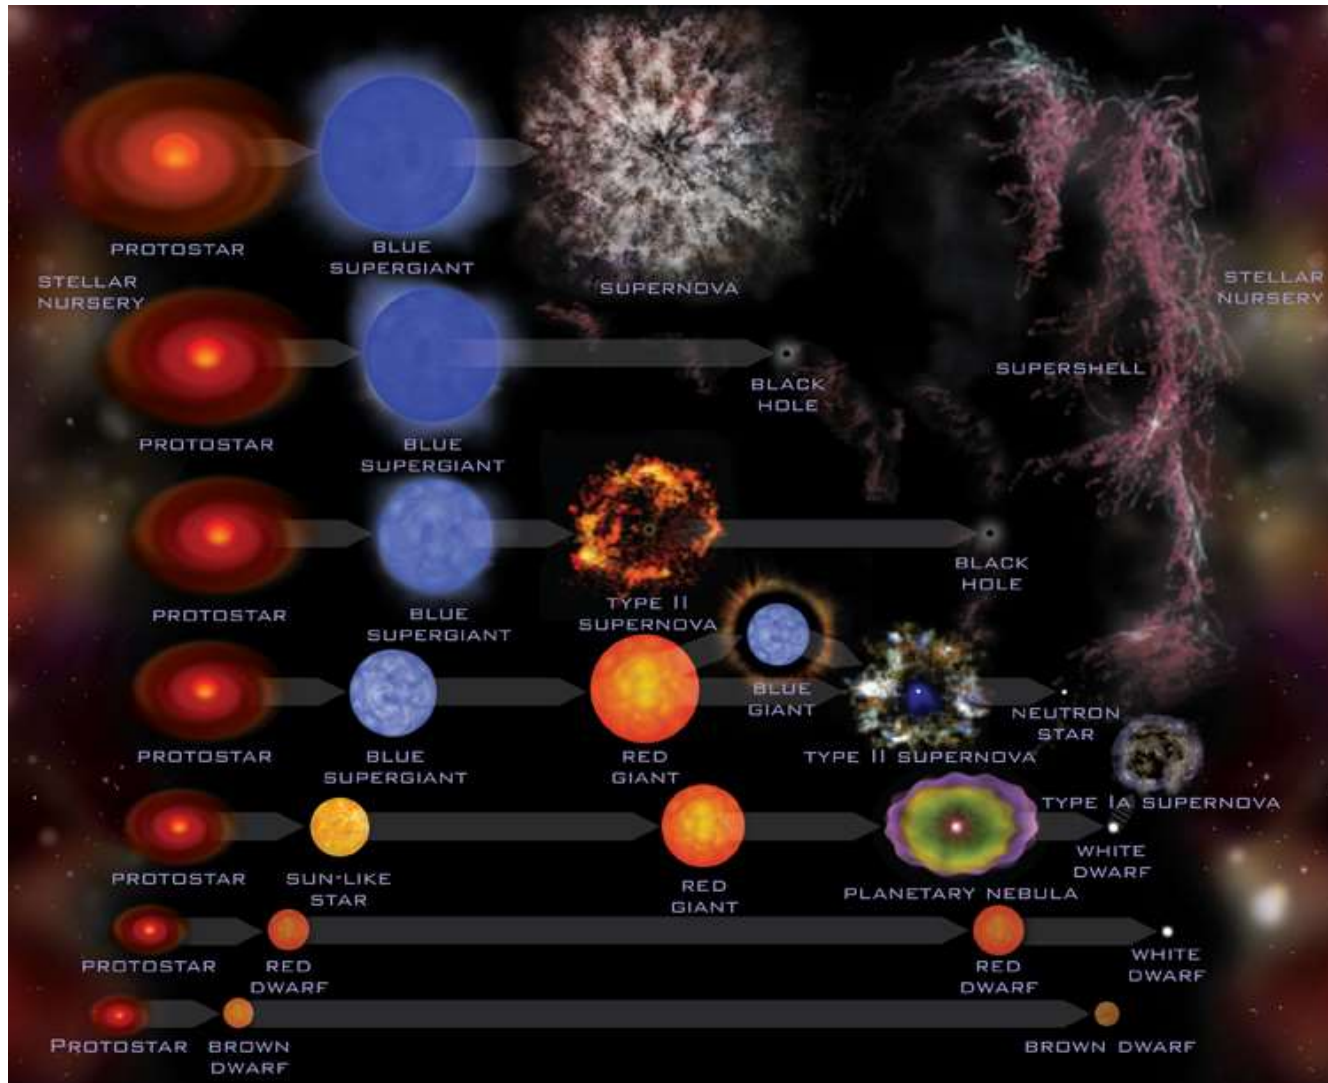 PROTOSTAR
BLUE
SUPERGIANT
SUPERNOVA
STELLAR
NURSERY
STELLAR
NURSERY
PROTOSTAR
BLUE
SUPERGIANT
BLACK
HOLE
SUPERSHELL
PROTOSTAR
BLUE
SUPERGIANT
TYPE II
SUPERNOVA
BLACK
HOLE
PROTOSTAR
BLUE
SUPERGIANT
RED
GIANT
BLUE
GIANT
TYPE II SUPERNOVA
NEUTRON
STAR
PROTOSTAR
SUN-LIKE
STAR
RED
GIANT
PLANETARY NEBULA
TYPE IA SUPERNOVA
WHITE
DWARF
PROTOSTAR
RED
DWARF
RED
DWARF
WHITE
DWARF
PROTOSTAR
BROWN
DWARF
BROWN DWARF